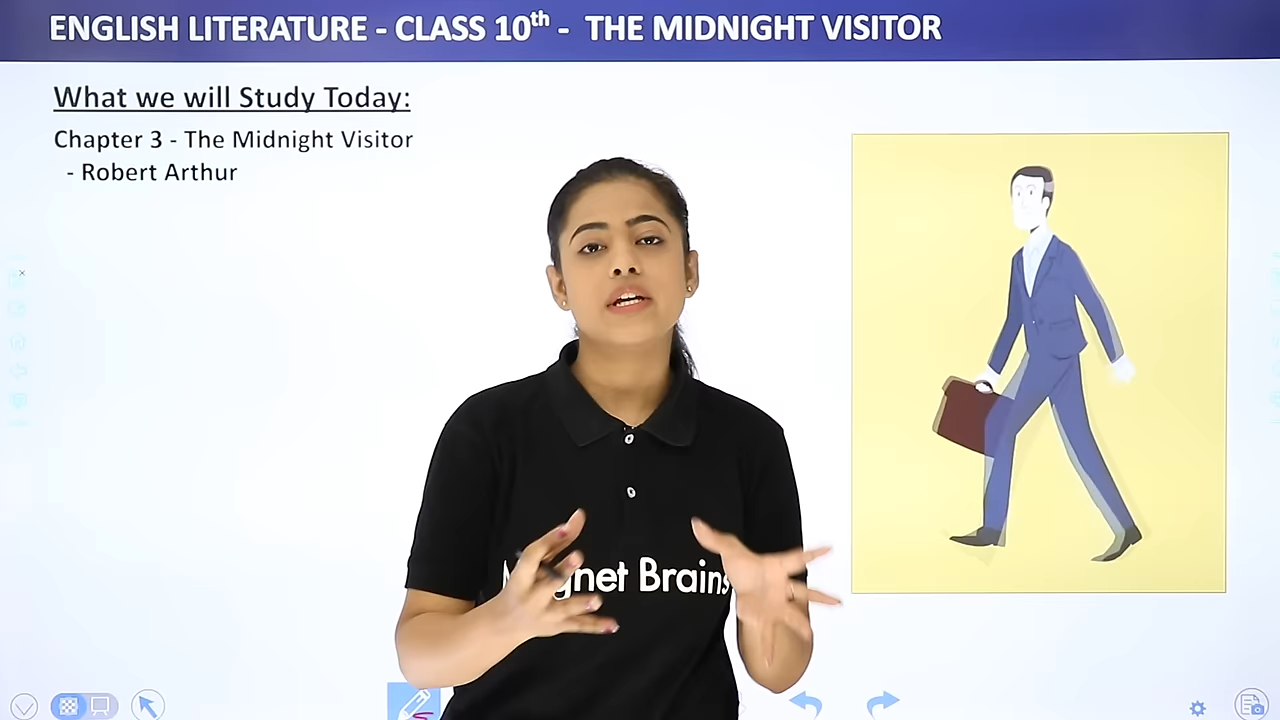 ENGLISH LITERATURE - CLASS 10th - THE MIDNIGHT VISITOR
What we will Study Today:
Chapter 3 - The Midnight Visitor
- Robert Arthur
Magnet Brains